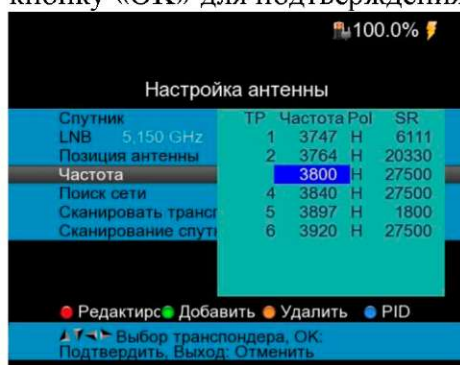 кнопку «ОК» для подтверждения
100.0%
Настройка антенны
Спутник TP Частота Pol SR
LNB 5,150 GHz 1 3747 H 6111
Позиция антенны 2 3764 H 20330
Частота 3800 H 27500
Поиск сети 4 3840 H 27500
Сканировать трансп 5 3897 H 1800
Сканирование спутн 6 3920 H 27500
Редактирс Добавить Удалить PID
Выбор транспондера, OK:
Подтвердить, Выход: Отменить